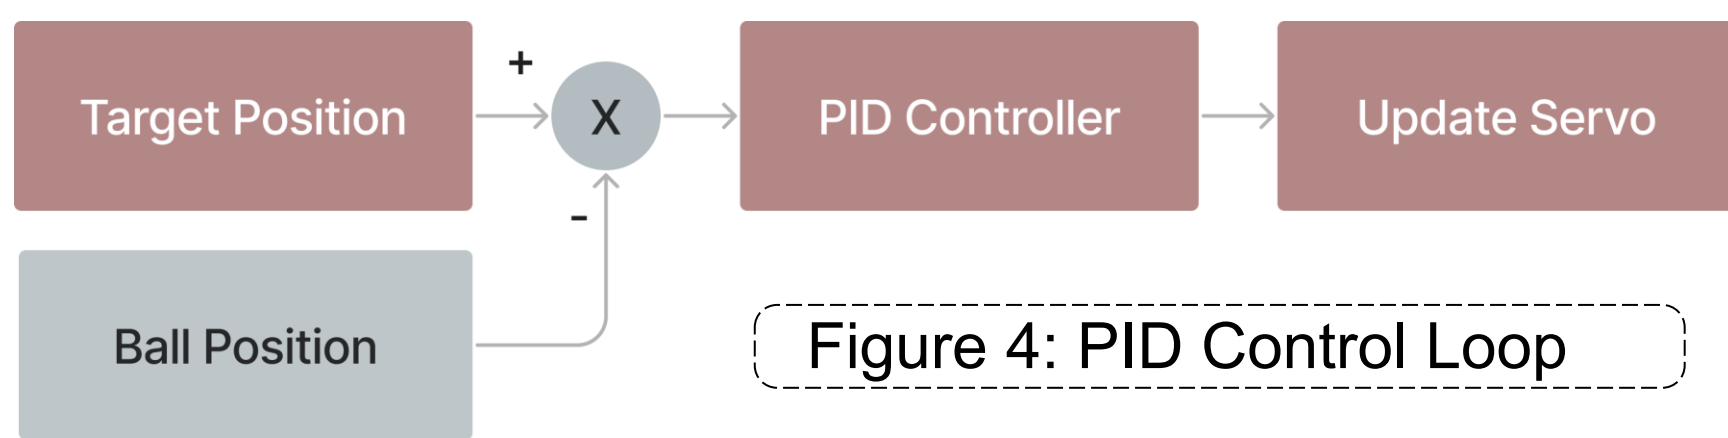 Target Position
+
X
PID Controller
Update Servo
-
Ball Position
Figure 4: PID Control Loop